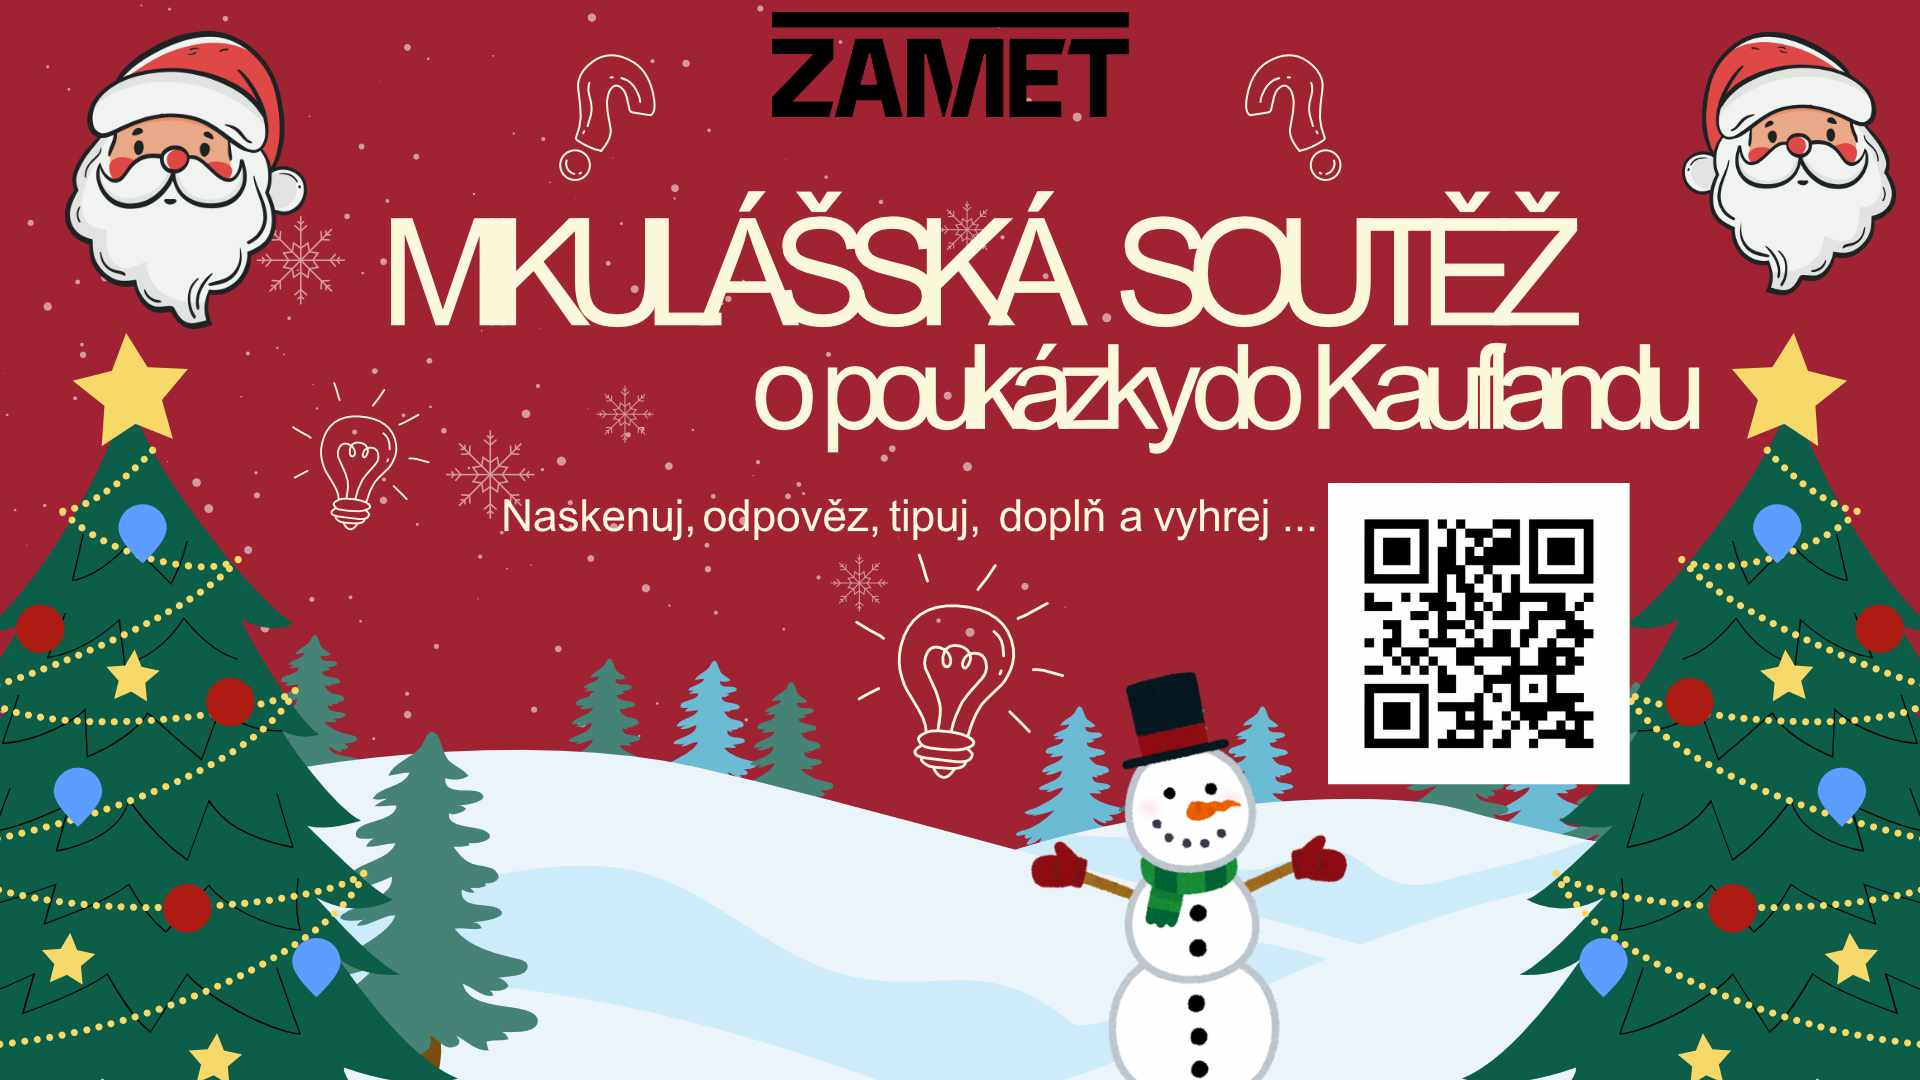 ZAMET
MIKULÁŠSKÁ SOUTĚŽ
o poukázky do Kauflandu
Naskenuj, odpověz, tipuj, doplň a vyhrej ...